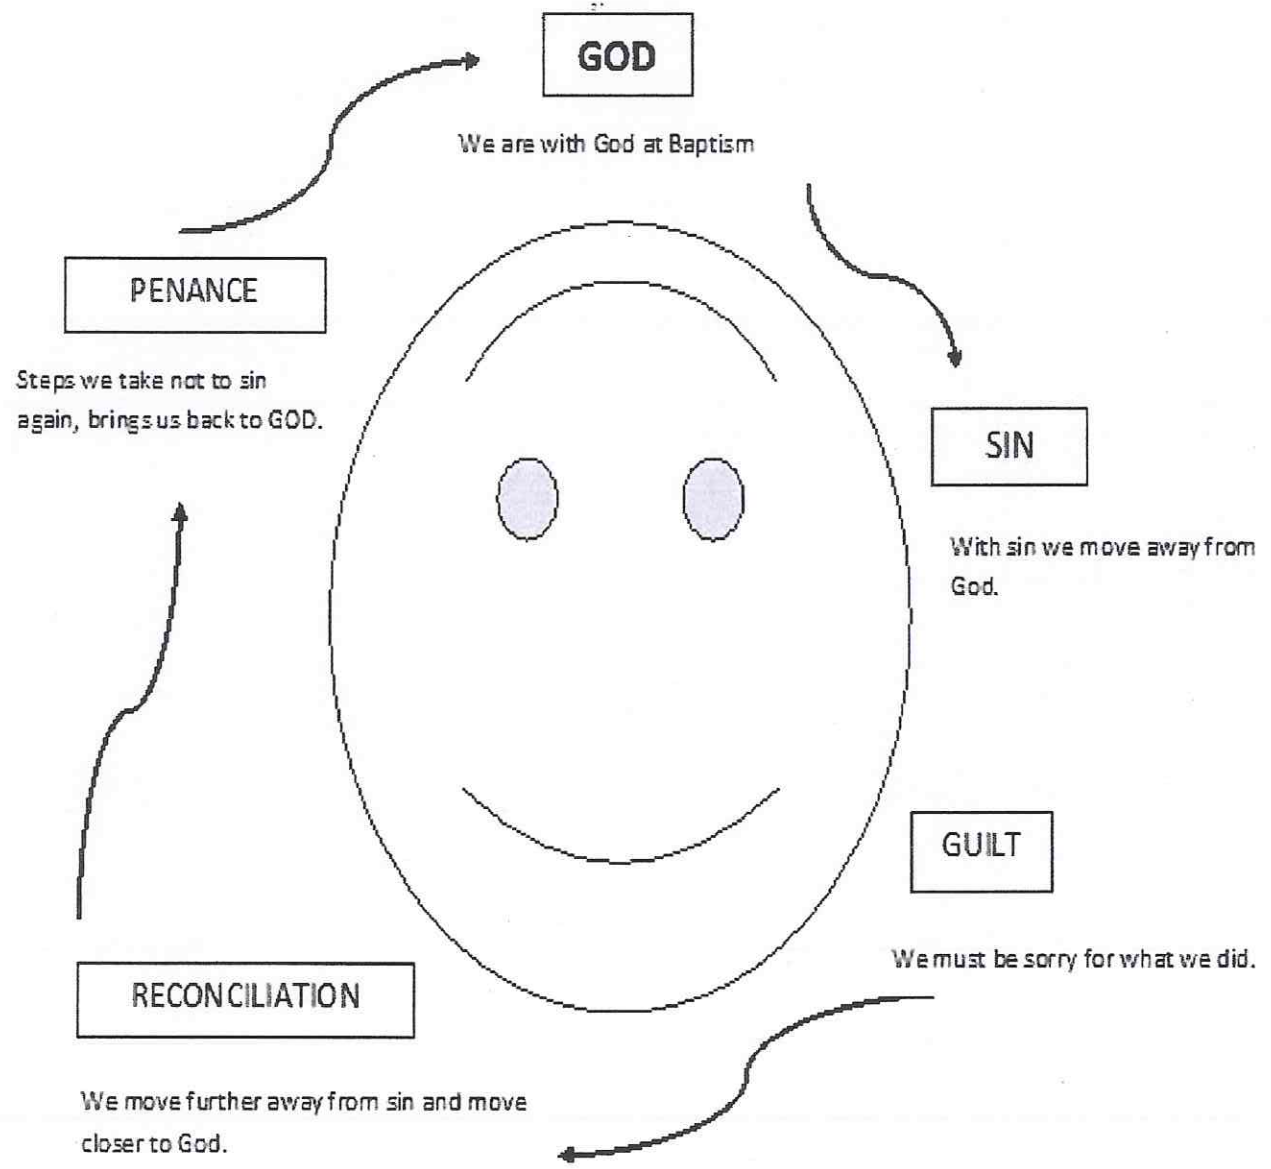 GOD
We are with God at Baptism
PENANCE
Steps we take not to sin
again, brings us back to GOD.
SIN
With sin we move away from
God.
GUILT
We must be sorry for what we did.
RECONCILIATION
We move further away from sin and move
closer to God.